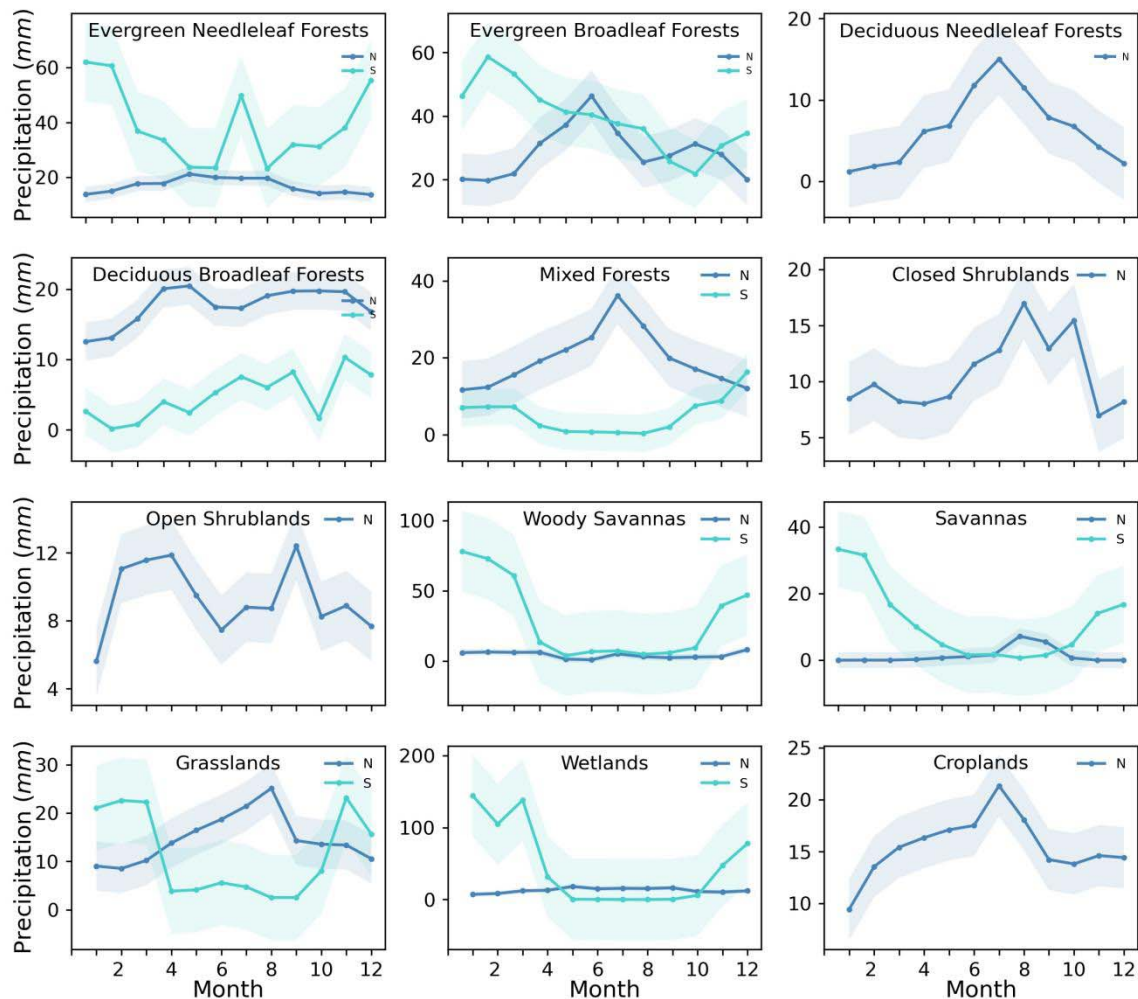 Evergreen Needleleaf Forests
N
S
60
40
20
Precipitation (mm)
Evergreen Broadleaf Forests
N
S
60
40
20
Deciduous Needleleaf Forests
N
20
10
0
Deciduous Broadleaf Forests
N
S
20
10
0
Precipitation (mm)
Mixed Forests
N
S
40
20
0
Closed Shrublands
N
20
15
10
5
Open Shrublands
N
12
8
4
Precipitation (mm)
Woody Savannas
N
S
100
50
0
Savannas
N
S
40
20
0
Grasslands
N
S
30
20
10
0
Precipitation (mm)
2 4 6 8 10 12
Month
Wetlands
N
S
200
100
0
2 4 6 8 10 12
Month
Croplands
N
25
20
15
10
2 4 6 8 10 12
Month